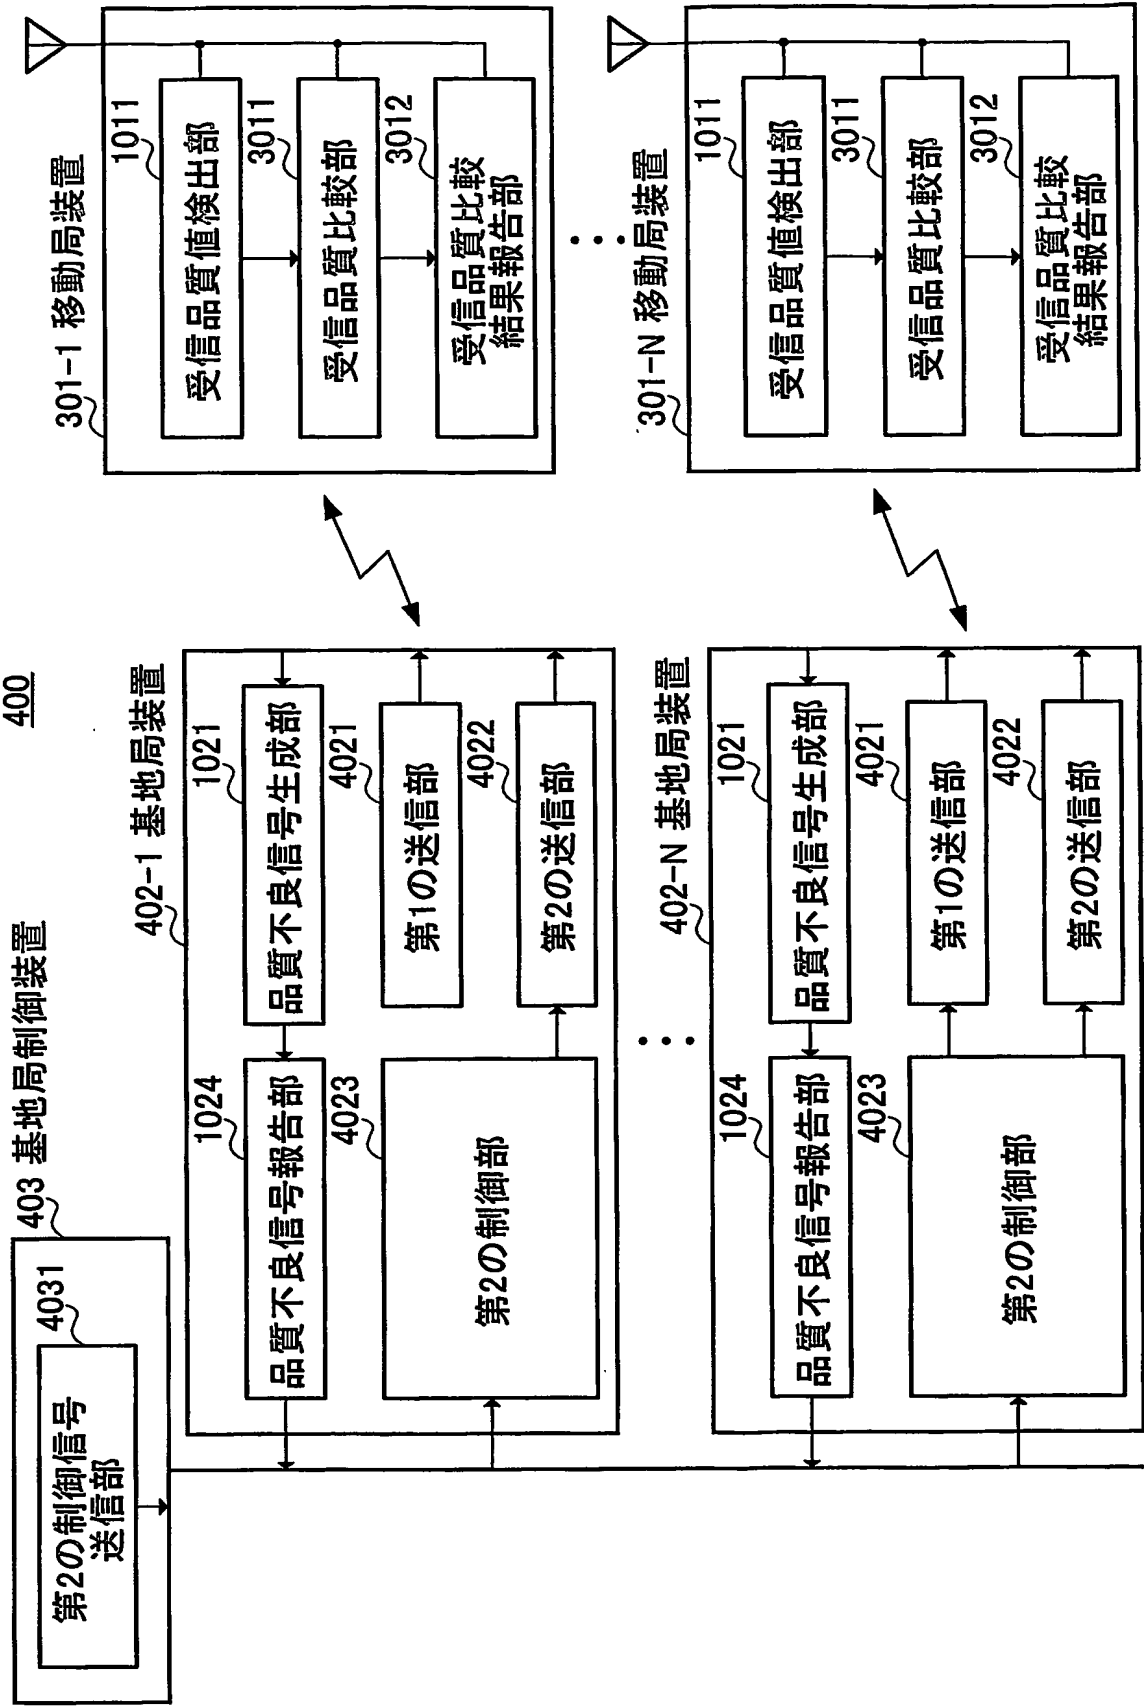 400
403 基地局制御装置
4031
第2の制御信号
送信部
402-1 基地局装置
1024
品質不良信号報告部
1021
品質不良信号生成部
4023
第2の制御部
4021
第1の送信部
4022
第2の送信部
402-N 基地局装置
1024
品質不良信号報告部
1021
品質不良信号生成部
4023
第2の制御部
4021
第1の送信部
4022
第2の送信部
301-1 移動局装置
1011
受信品質値検出部
3011
受信品質比較部
3012
受信品質比較
結果報告部
301-N 移動局装置
1011
受信品質値検出部
3011
受信品質比較部
3012
受信品質比較
結果報告部